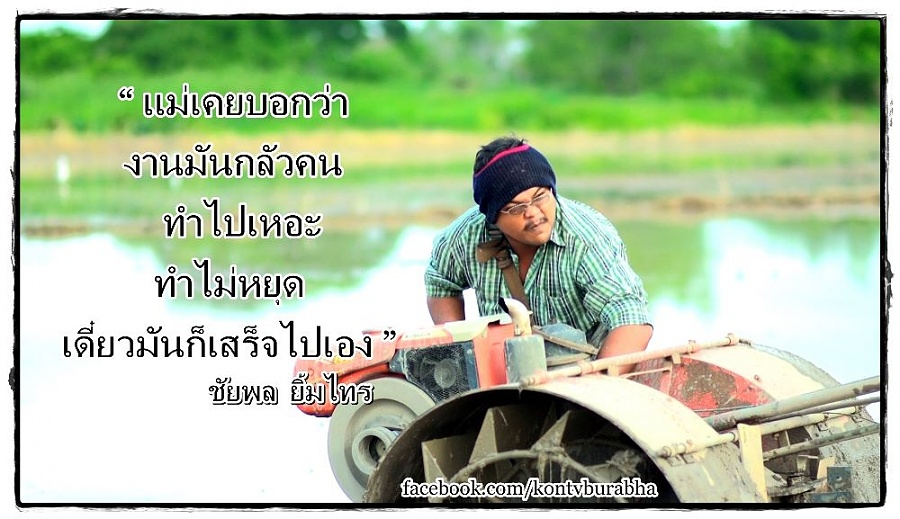 “ แม่เคยบอกว่า
งานมันกลัวคน
ทำไปเหอะ
ทำไม่หยุด
เดี๋ยวมันก็เสร็จไปเอง ”
ชัยพล ยิ้มไทร
facebook.com/kontvburabha